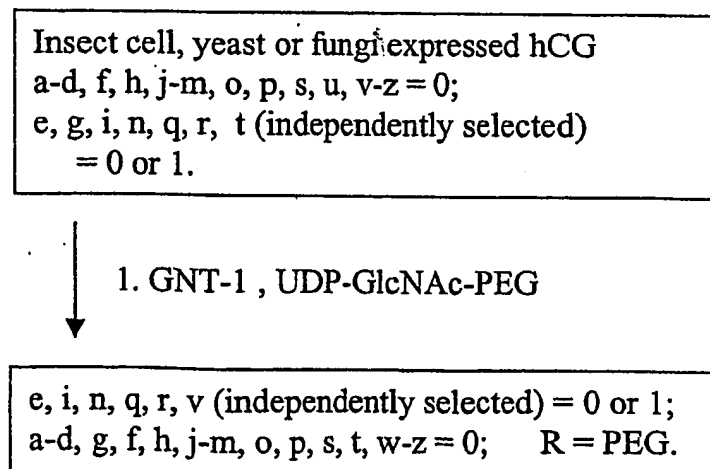 Insect cell, yeast or fungi expressed hCG
a-d, f, h, j-m, o, p, s, u, v-z = 0;
e, g, i, n, q, r, t (independently selected)
= 0 or 1.
1. GNT-1 , UDP-GlcNAc-PEG
e, i, n, q, r, v (independently selected) = 0 or 1;
a-d, g, f, h, j-m, o, p, s, t, w-z = 0; R = PEG.